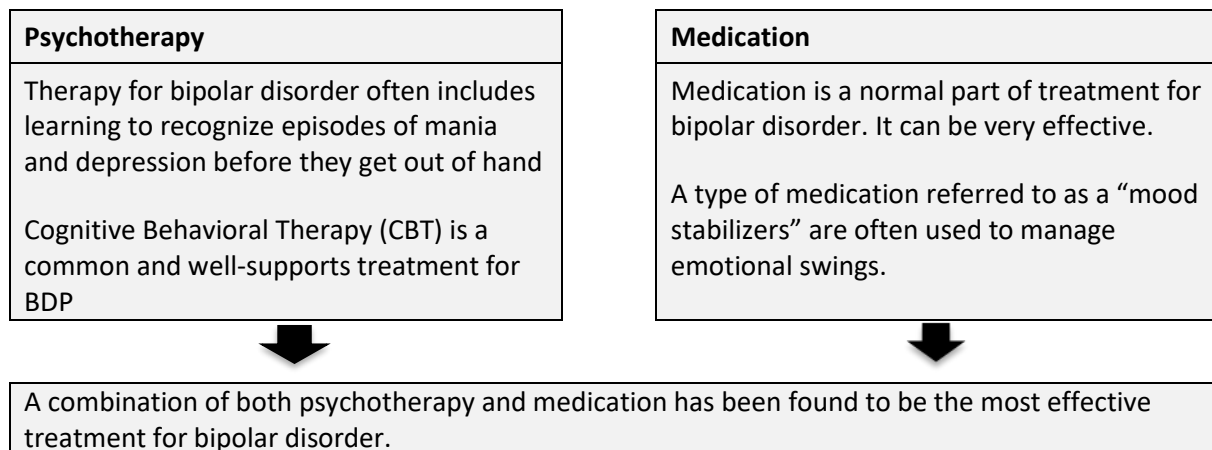 Psychotherapy
Therapy for bipolar disorder often includes
learning to recognize episodes of mania
and depression before they get out of hand
Cognitive Behavioral Therapy (CBT) is a
common and well-supports treatment for
BDP
Medication
Medication is a normal part of treatment for
bipolar disorder. It can be very effective.
A type of medication referred to as a “mood
stabilizers” are often used to manage
emotional swings.
A combination of both psychotherapy and medication has been found to be the most effective
treatment for bipolar disorder.